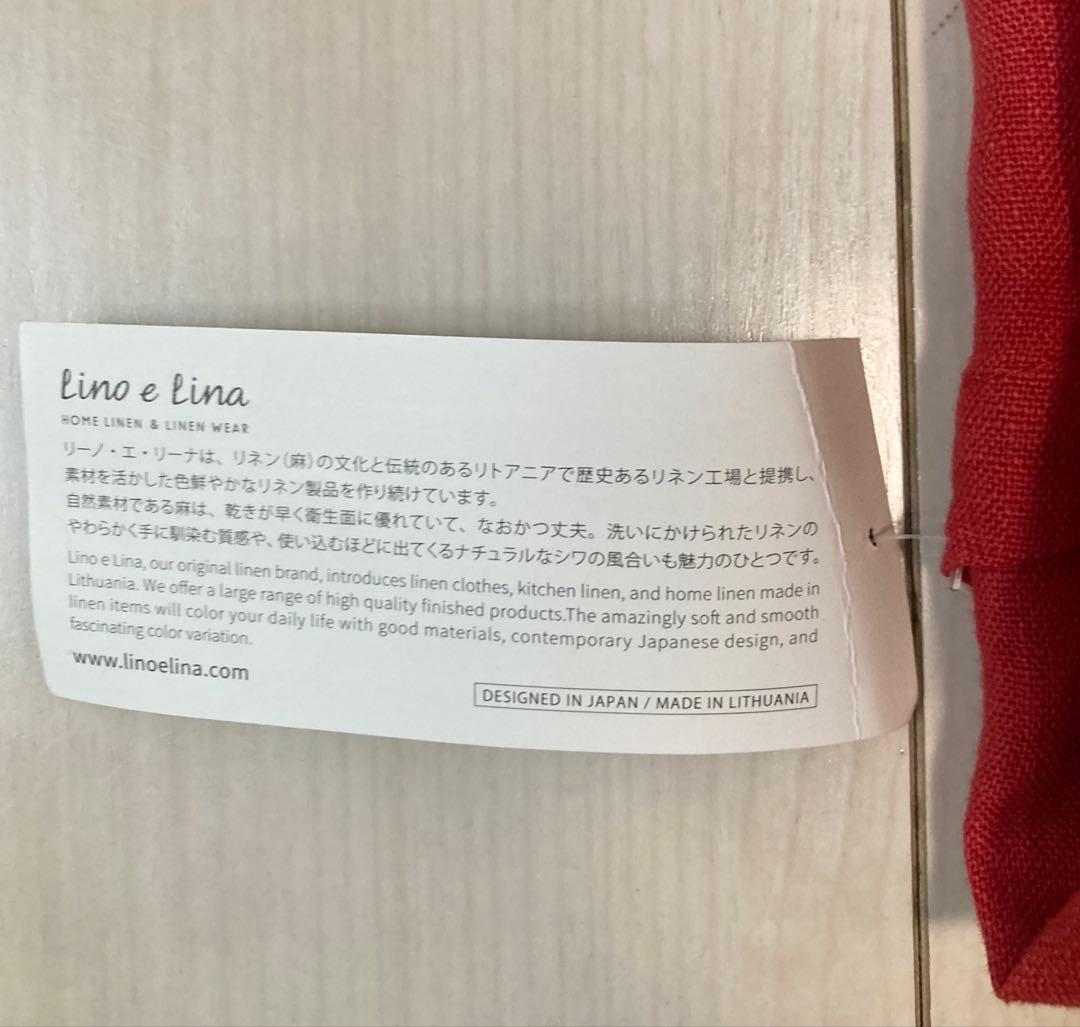 Lino e Lina
HOME LINEN & LINEN WEAR
リーノ・エ・リーナは、リネン(麻)の文化と伝統のあるリトアニアで歴史あるリネン工場と提携し、
素材を活かした色鮮やかなリネン製品を作り続けています。
自然素材である麻は、乾きが早く衛生面に優れていて、なおかつ丈夫。洗いにかけられたリネンの
やわらかく手に馴染む質感や、使い込むほどに出てくるナチュラルなシワの風合いも魅力のひとつです。
Lino e Lina, our original linen brand, introduces linen clothes, kitchen linen, and home linen made in
Lithuania. We offer a large range of high quality finished products.The amazingly soft and smooth
linen items will color your daily life with good materials, contemporary Japanese design, and
fascinating color variation.
www.linoelina.com
DESIGNED IN JAPAN / MADE IN LITHUANIA